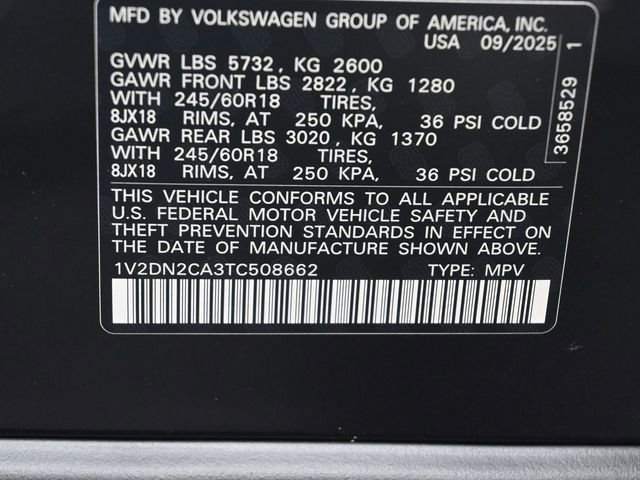 MFD BY VOLKSWAGEN GROUP OF AMERICA, INC.
USA 09/2025
GVWR LBS 5732, KG 2600
GAWR FRONT LBS 2822, KG 1280
WITH 245/60R18 TIRES,
8JX18 RIMS, AT 250 KPA, 36 PSI COLD
GAWR REAR LBS 3020, KG 1370
WITH 245/60R18 TIRES,
8JX18 RIMS, AT 250 KPA, 36 PSI COLD
THIS VEHICLE CONFORMS TO ALL APPLICABLE
U.S. FEDERAL MOTOR VEHICLE SAFETY AND
THEFT PREVENTION STANDARDS IN EFFECT ON
THE DATE OF MANUFACTURE SHOWN ABOVE.
1V2DN2CA3TC508662 TYPE: MPV
3658529 1